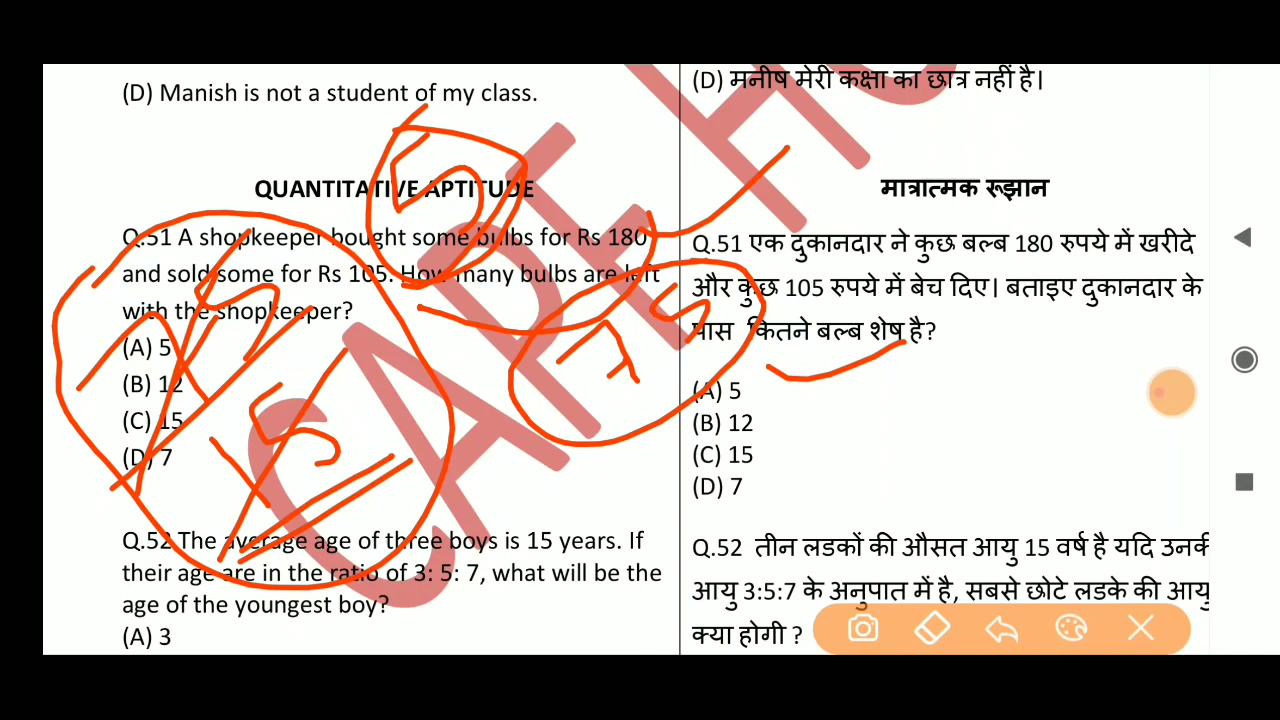 (D) Manish is not a student of my class.
QUANTITATIVE APTITUDE
Q.51 A shopkeeper bought some bulbs for Rs 180
and sold some for Rs 105. How many bulbs are left
with the shopkeeper?
(A) 5
(B) 12
(C) 15
(D) 7
Q.52 The average age of three boys is 15 years. If
their age are in the ratio of 3: 5: 7, what will be the
age of the youngest boy?
(A) 3
(D) मनीष मेरी कक्षा का छात्र नहीं है।
मात्रात्मक रूझान
Q.51 एक दुकानदार ने कुछ बल्ब 180 रुपये में खरीदे
और कुछ 105 रुपये में बेच दिए। बताइए दुकानदार के
पास कितने बल्ब शेष है?
(A) 5
(B) 12
(C) 15
(D) 7
Q.52 तीन लडकों की औसत आयु 15 वर्ष है यदि उनकी
आयु 3:5:7 के अनुपात में है, सबसे छोटे लडके की आयु
क्या होगी ?
75
15